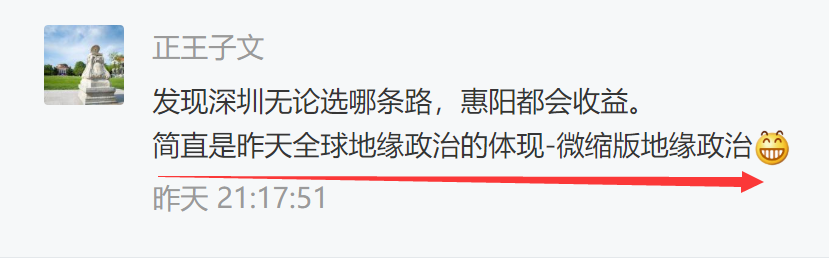 正王子文
发现深圳无论选哪条路，惠阳都会收益。
简直是昨天全球地缘政治的体现-微缩版地缘政治😁
昨天 21:17:51